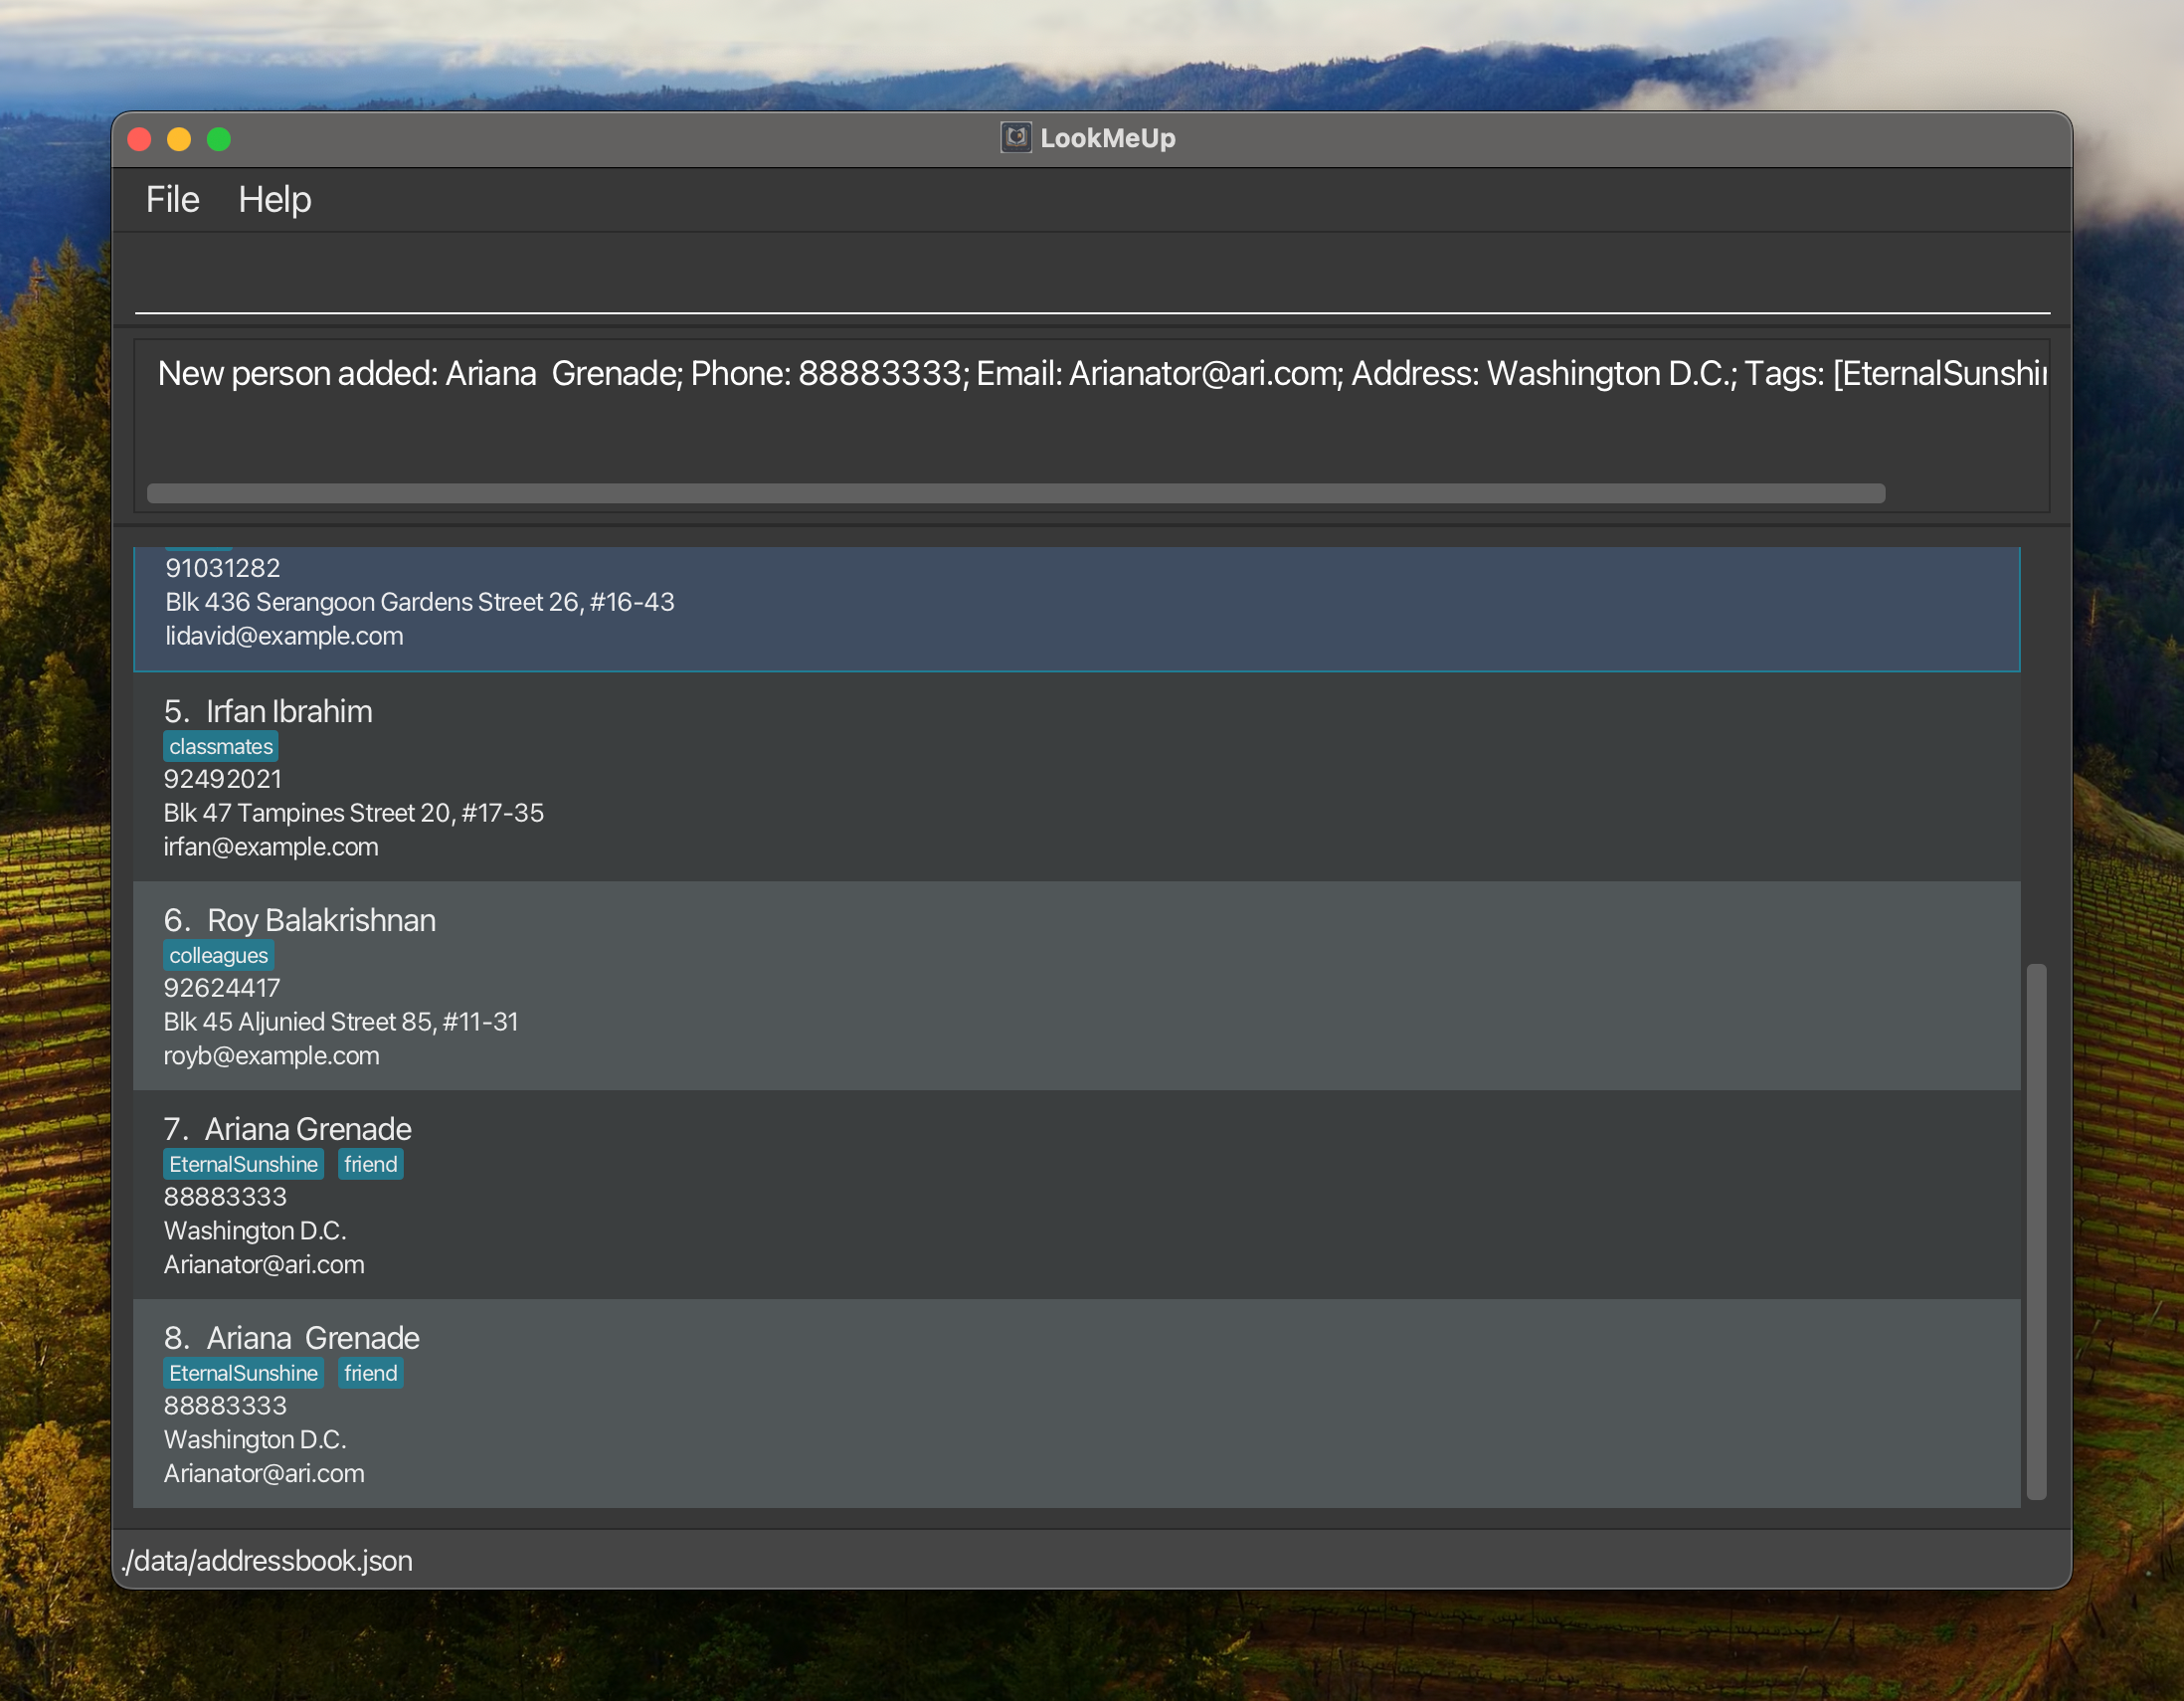 LookMeUp
File Help
New person added: Ariana  Grenade; Phone: 88883333; Email: Arianator@ari.com; Address: Washington D.C.; Tags: [EternalSunshin
91031282
Blk 436 Serangoon Gardens Street 26, #16-43
lidavid@example.com
5. Irfan Ibrahim
classmates
92492021
Blk 47 Tampines Street 20, #17-35
irfan@example.com
6. Roy Balakrishnan
colleagues
92624417
Blk 45 Aljunied Street 85, #11-31
royb@example.com
7. Ariana Grenade
EternalSunshine friend
88883333
Washington D.C.
Arianator@ari.com
8. Ariana  Grenade
EternalSunshine friend
88883333
Washington D.C.
Arianator@ari.com
./data/addressbook.json